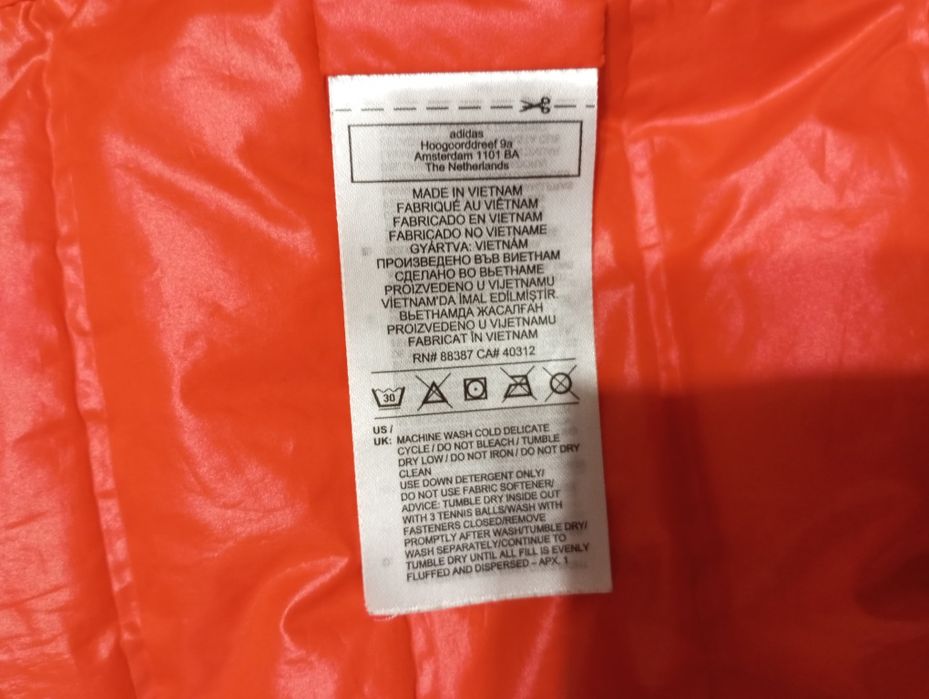 adidas
Hoogoorddreef 9a
Amsterdam 1101 BA
The Netherlands
MADE IN VIETNAM
FABRIQUÉ AU VIÊTNAM
FABRICADO EN VIETNAM
FABRICADO NO VIETNAME
GYÁRTVA: VIETNÁM
ПРОИЗВЕДЕНО ВЪВ ВИЕТНАМ
СДЕЛАНО ВО ВЬЕТНАМЕ
PROIZVEDENO U VIJETNAMU
VİETNAM'DA İMAL EDİLMİŞTİR.
ВЬЕТНАМДА ЖАСАЛҒАН
PROIZVEDENO U VIJETNAMU
FABRICAT ÎN VIETNAM
RN# 88387 CA# 40312
30
US /
UK: MACHINE WASH COLD DELICATE
CYCLE / DO NOT BLEACH / TUMBLE
DRY LOW / DO NOT IRON / DO NOT DRY
CLEAN
USE DOWN DETERGENT ONLY/
DO NOT USE FABRIC SOFTENER/
ADVICE: TUMBLE DRY INSIDE OUT
WITH 3 TENNIS BALLS/WASH WITH
FASTENERS CLOSED/REMOVE
PROMPTLY AFTER WASH/TUMBLE DRY/
WASH SEPARATELY/CONTINUE TO
TUMBLE DRY UNTIL ALL FILL IS EVENLY
FLUFFED AND DISPERSED – APX. 1